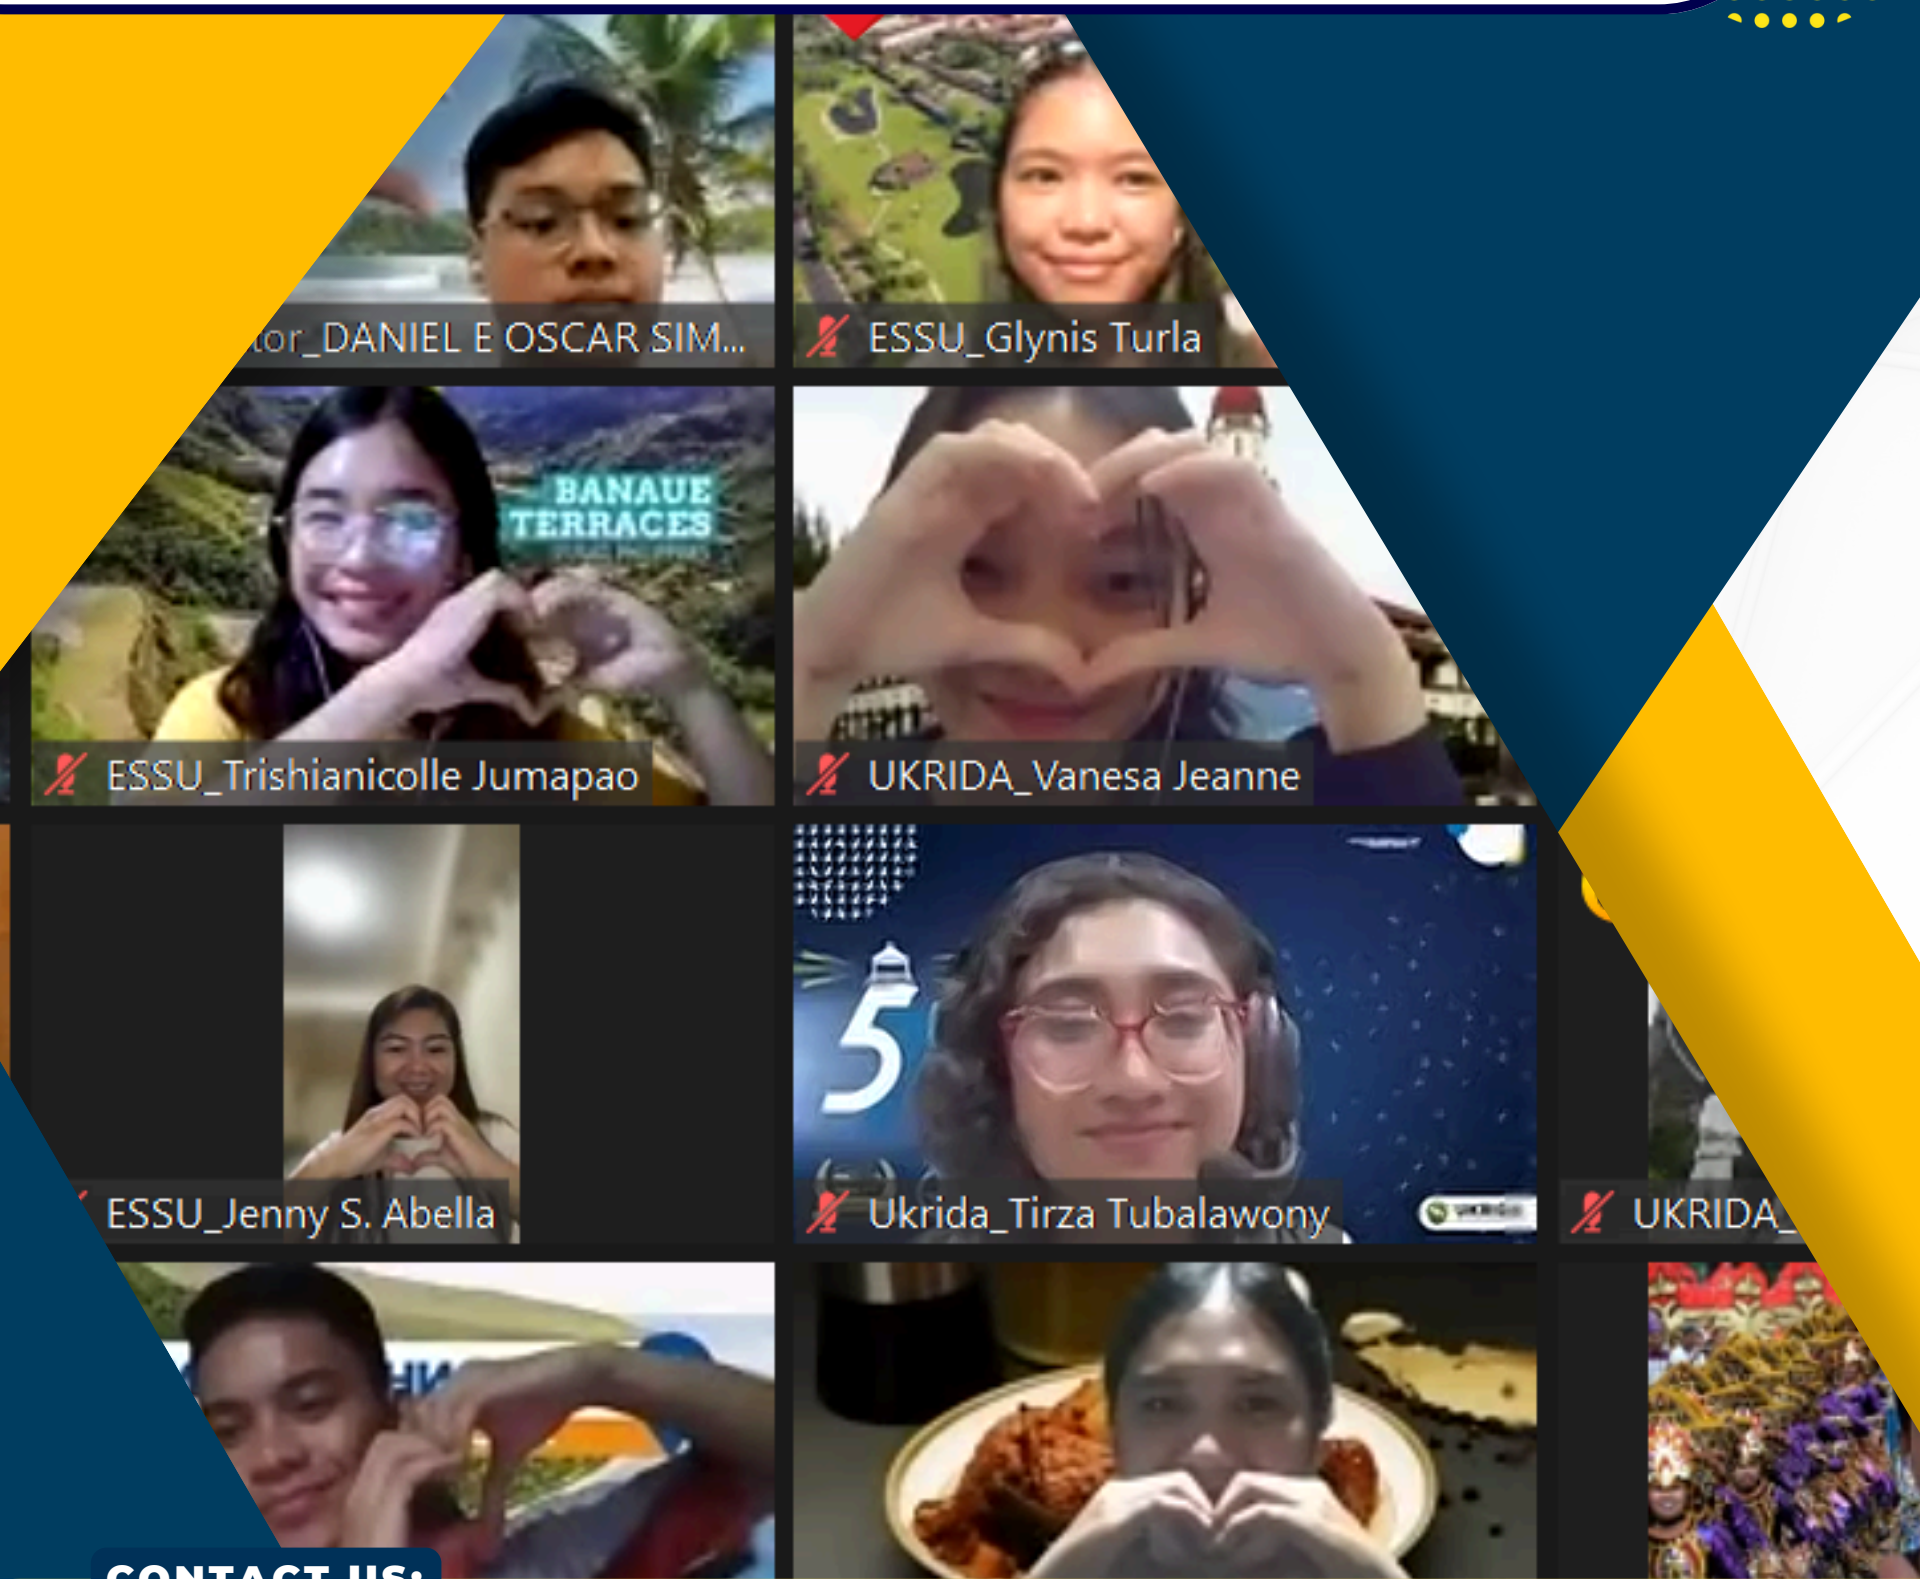 tor_DANIEL E OSCAR SIM...
ESSU_Glynis Turla
BANAUE
TERRACES
ESSU_Trishianicolle Jumapao
UKRIDA_Vanesa Jeanne
5
ESSU_Jenny S. Abella
Ukrida_Tirza Tubalawony
UKRIDA
UKRIDA_
CONTACT US: